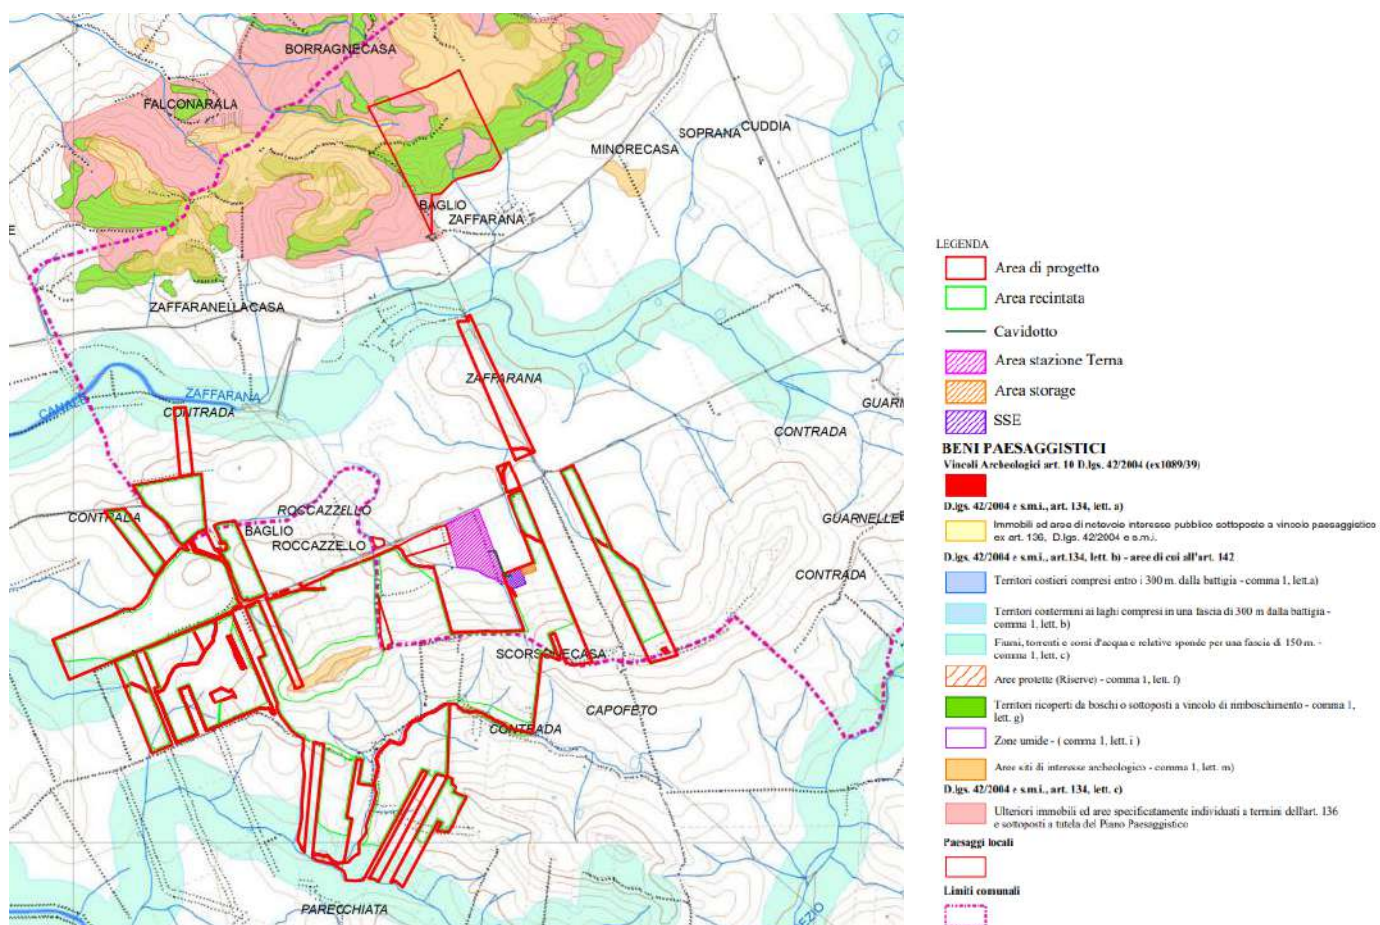 BORRAGNECASA
FALCONARALA
SOPRANA CUDDIA
MINORECASA
BAGLIO
ZAFFARANA
E
ZAFFARANELLACASA
ZAFFARANA
CANALE
ZAFFARANA
CONTRADA
GUARN
CONTRADA
CONTRADA
ROCCAZZELLO
BAGLIO
ROCCAZZELLO
GUARNELLE
CONTRADA
SCORSONECASA
CAPOFETO
CONTRADA
PARECCHIATA
EZIO
LEGENDA
Area di progetto
Area recintata
Cavidotto
Area stazione Terna
Area storage
SSE
BENI PAESAGGISTICI
Vincoli Archeologici art. 10 D.lgs. 42/2004 (ex1089/39)
D.lgs. 42/2004 e s.m.i., art. 134, lett. a)
Immobili ed aree di notevole interesse pubblico sottoposte a vincolo paesaggistico
ex art. 136, D.lgs. 42/2004 e s.m.i.
D.lgs. 42/2004 e s.m.i., art.134, lett. b) - aree di cui all'art. 142
Territori costieri compresi entro i 300 m. dalla battigia - comma 1, lett.a)
Territori contermini ai laghi compresi in una fascia di 300 m dalla battigia -
comma 1, lett. b)
Fiumi, torrenti e corsi d'acqua e relative sponde per una fascia di 150 m. -
comma 1, lett. c)
Aree protette (Riserve) - comma 1, lett. f)
Territori ricoperti da boschi o sottoposti a vincolo di rimboschimento - comma 1,
lett. g)
Zone umide - ( comma 1, lett. i )
Aree siti di interesse archeologico - comma 1, lett. m)
D.lgs. 42/2004 e s.m.i., art. 134, lett. c)
Ulteriori immobili ed aree specificatamente individuati a termini dell'art. 136
e sottoposti a tutela del Piano Paesaggistico
Paesaggi locali
Limiti comunali